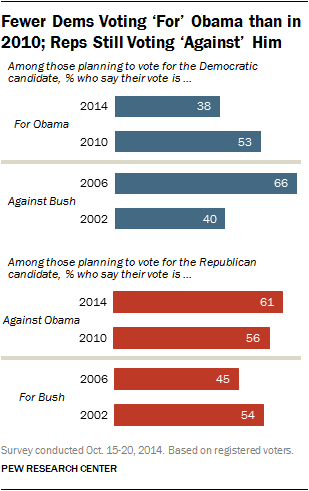 Fewer Dems Voting ‘For’ Obama than in
2010; Reps Still Voting ‘Against’ Him
Among those planning to vote for the Democratic
candidate, % who say their vote is ...
For Obama
2014 38
2010 53
Against Bush
2006 66
2002 40
Among those planning to vote for the Republican
candidate, % who say their vote is ...
Against Obama
2014 61
2010 56
For Bush
2006 45
2002 54
Survey conducted Oct. 15-20, 2014. Based on registered voters.
PEW RESEARCH CENTER